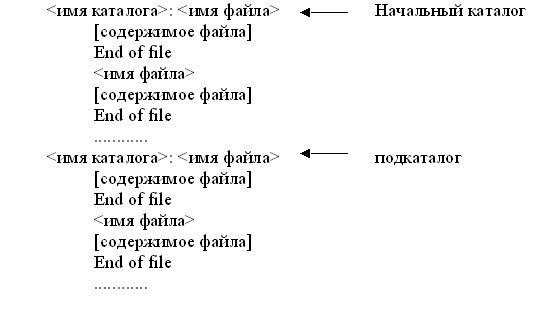 <имя каталога>: <имя файла> Начальный каталог
[содержимое файла]
End of file
<имя файла>
[содержимое файла]
End of file
............
<имя каталога>: <имя файла> подкаталог
[содержимое файла]
End of file
<имя файла>
[содержимое файла]
End of file
............